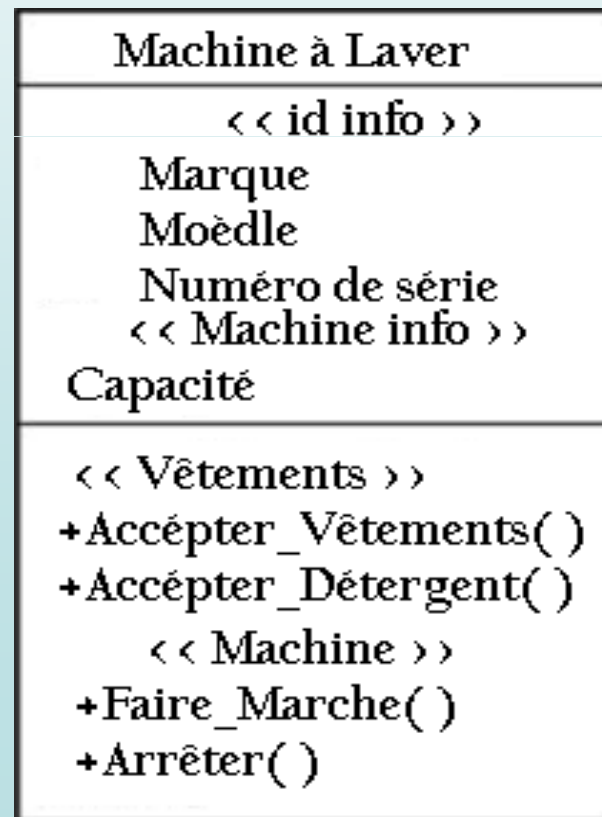 Machine à Laver
‹ ‹ id info › ›
Marque
Moèdle
Numéro de série
‹ ‹ Machine info › ›
Capacité
‹ ‹ Vêtements › ›
+Accépter_Vêtements( )
+Accépter_Détergent( )
‹ ‹ Machine › ›
+Faire_Marche( )
+Arrêter( )